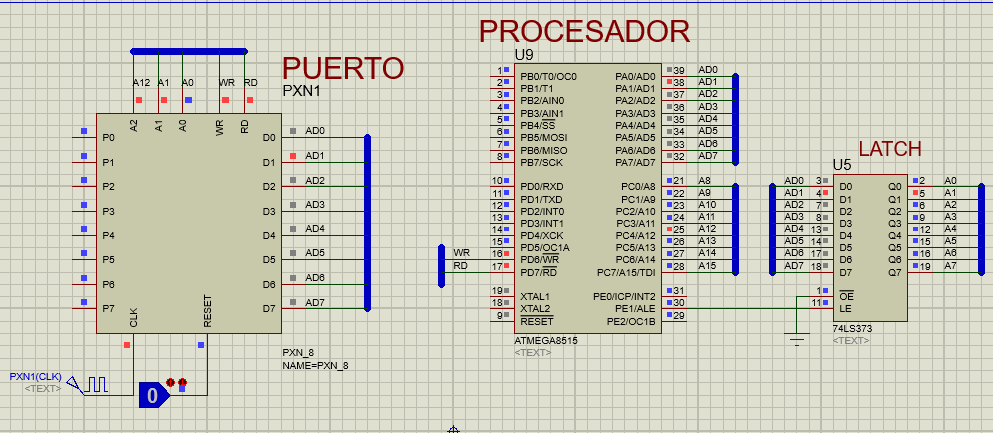 PUERTO
PXN1
A12 A1 A0 WR RD
A2 A1 A0 WR RD
P0 D0 AD0
P1 D1 AD1
P2 D2 AD2
P3 D3 AD3
P4 D4 AD4
P5 D5 AD5
P6 D6 AD6
P7 D7 AD7
CLK RESET
PXN_8
NAME=PXN_8
PXN1(CLK)
<TEXT>
0
PROCESADOR
U9
1 PB0/T0/OC0 PA0/AD0 39 AD0
2 PB1/T1 PA1/AD1 38 AD1
3 PB2/AIN0 PA2/AD2 37 AD2
4 PB3/AIN1 PA3/AD3 36 AD3
5 PB4/SS PA4/AD4 35 AD4
6 PB5/MOSI PA5/AD5 34 AD5
7 PB6/MISO PA6/AD6 33 AD6
8 PB7/SCK PA7/AD7 32 AD7
10 PD0/RXD PC0/A8 21 A8
11 PD1/TXD PC1/A9 22 A9
12 PD2/INT0 PC2/A10 23 A10
13 PD3/INT1 PC3/A11 24 A11
14 PD4/XCK PC4/A12 25 A12
15 PD5/OC1A PC5/A13 26 A13
WR 16 PD6/WR PC6/A14 27 A14
RD 17 PD7/RD PC7/A15/TDI 28 A15
19 XTAL1 PE0/ICP/INT2 31
18 XTAL2 PE1/ALE 30
9 RESET PE2/OC1B 29
ATMEGA8515
<TEXT>
LATCH
U5
AD0 3 D0 Q0 2 A0
AD1 4 D1 Q1 5 A1
AD2 7 D2 Q2 6 A2
AD3 8 D3 Q3 9 A3
AD4 13 D4 Q4 12 A4
AD5 14 D5 Q5 15 A5
AD6 17 D6 Q6 16 A6
AD7 18 D7 Q7 19 A7
1 OE
11 LE
74LS373
<TEXT>